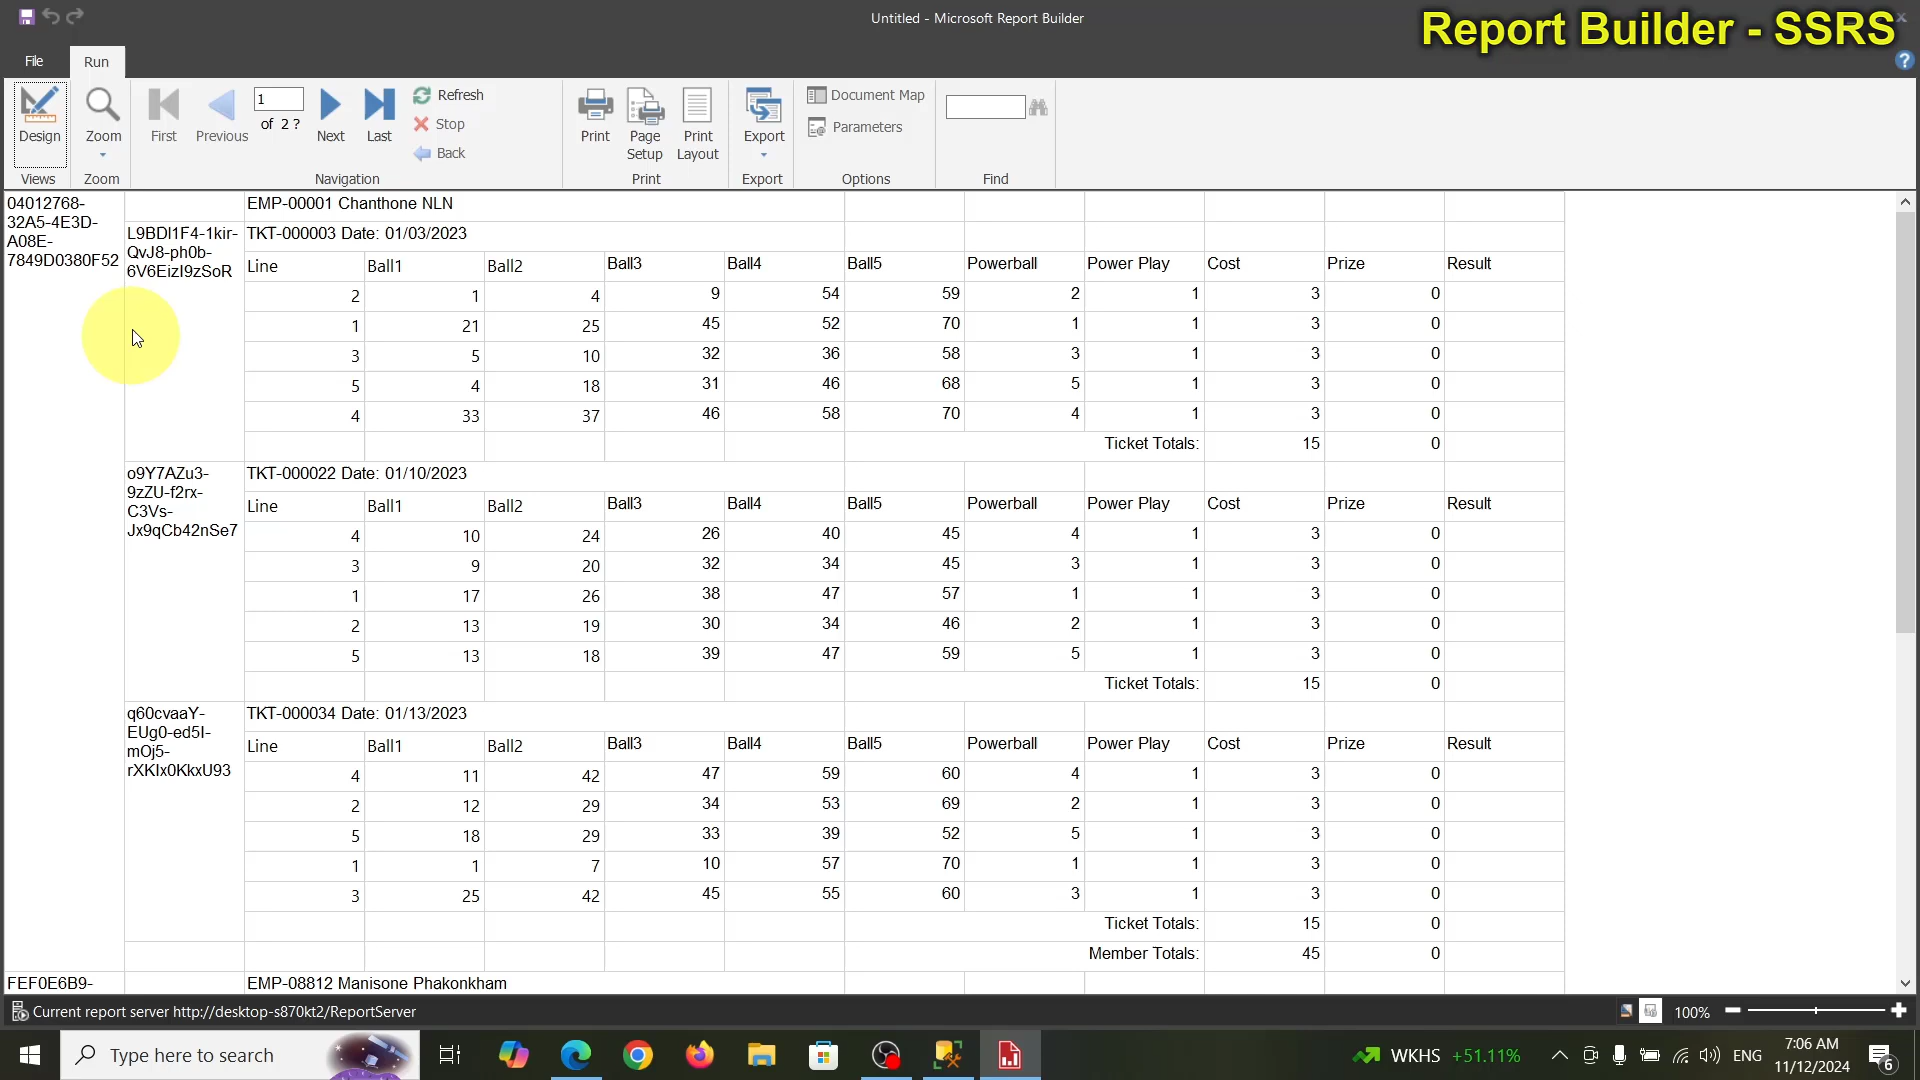 Untitled - Microsoft Report Builder
Report Builder - SSRS
File
Run
?
Design
Zoom
First
Previous
1
of 2 ?
Next
Last
Refresh
Stop
Back
Print
Page Setup
Print Layout
Export
Document Map
Parameters
Views
Zoom
Navigation
Print
Export
Options
Find
04012768-
32A5-4E3D-
A08E-
7849D0380F52
EMP-00001 Chanthone NLN
L9BDI1F4-1kir-
QvJ8-ph0b-
6V6EizI9zSoR
TKT-000003 Date: 01/03/2023
Line Ball1 Ball2 Ball3 Ball4 Ball5 Powerball Power Play Cost Prize Result
2 1 4 9 54 59 2 1 3 0
1 21 25 45 52 70 1 1 3 0
3 5 10 32 36 58 3 1 3 0
5 4 18 31 46 68 5 1 3 0
4 33 37 46 58 70 4 1 3 0
Ticket Totals: 15 0
o9Y7AZu3-
9zZU-f2rx-
C3Vs-
Jx9qCb42nSe7
TKT-000022 Date: 01/10/2023
Line Ball1 Ball2 Ball3 Ball4 Ball5 Powerball Power Play Cost Prize Result
4 10 24 26 40 45 4 1 3 0
3 9 20 32 34 45 3 1 3 0
1 17 26 38 47 57 1 1 3 0
2 13 19 30 34 46 2 1 3 0
5 13 18 39 47 59 5 1 3 0
Ticket Totals: 15 0
q60cvaaY-
EUg0-ed5I-
mOj5-
rXKIx0KkxU93
TKT-000034 Date: 01/13/2023
Line Ball1 Ball2 Ball3 Ball4 Ball5 Powerball Power Play Cost Prize Result
4 11 42 47 59 60 4 1 3 0
2 12 29 34 53 69 2 1 3 0
5 18 29 33 39 52 5 1 3 0
1 1 7 10 57 70 1 1 3 0
3 25 42 45 55 60 3 1 3 0
Ticket Totals: 15 0
Member Totals: 45 0
FEF0E6B9-
EMP-08812 Manisone Phakonkham
Current report server http://desktop-s870kt2/ReportServer
100%
Type here to search
WKHS +51.11%
ENG
7:06 AM
11/12/2024
6